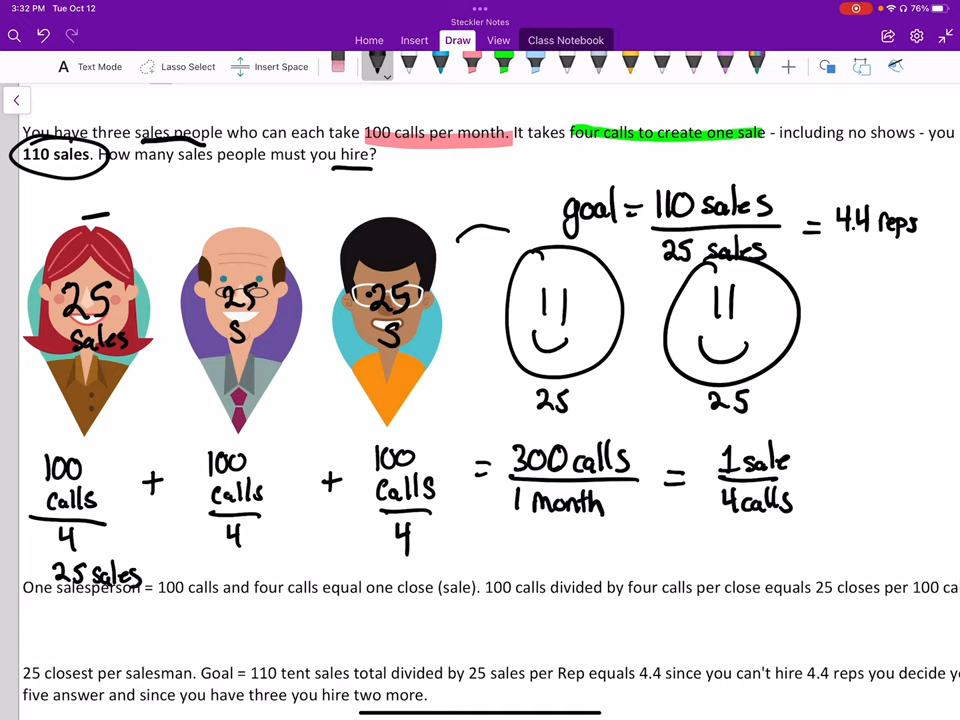 3:32 PM Tue Oct 12
76%
Steckler Notes
Home Insert Draw View Class Notebook
A Text Mode Lasso Select Insert Space
You have three sales people who can each take 100 calls per month. It takes four calls to create one sale - including no shows - you
110 sales. How many sales people must you hire?
goal = 110 sales / 25 sales = 4.4 reps
25 sales
25 S
25 S
25
25
100 calls / 4 + 100 calls / 4 + 100 calls / 4 = 300 calls / 1 month = 1 sale / 4 calls
25 sales
One salesperson = 100 calls and four calls equal one close (sale). 100 calls divided by four calls per close equals 25 closes per 100 ca
25 closest per salesman. Goal = 110 tent sales total divided by 25 sales per Rep equals 4.4 since you can't hire 4.4 reps you decide y
five answer and since you have three you hire two more.